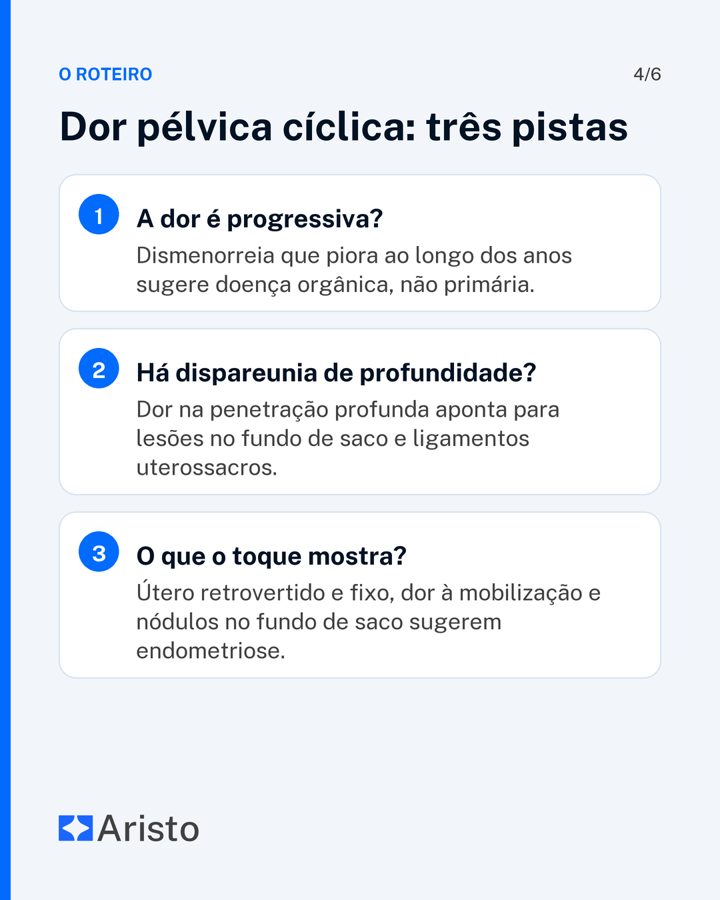 O ROTEIRO
4/6
Dor pélvica cíclica: três pistas
1
A dor é progressiva?
Dismenorreia que piora ao longo dos anos
sugere doença orgânica, não primária.
2
Há dispareunia de profundidade?
Dor na penetração profunda aponta para
lesões no fundo de saco e ligamentos
uterossacros.
3
O que o toque mostra?
Útero retrovertido e fixo, dor à mobilização e
nódulos no fundo de saco sugerem
endometriose.
Aristo